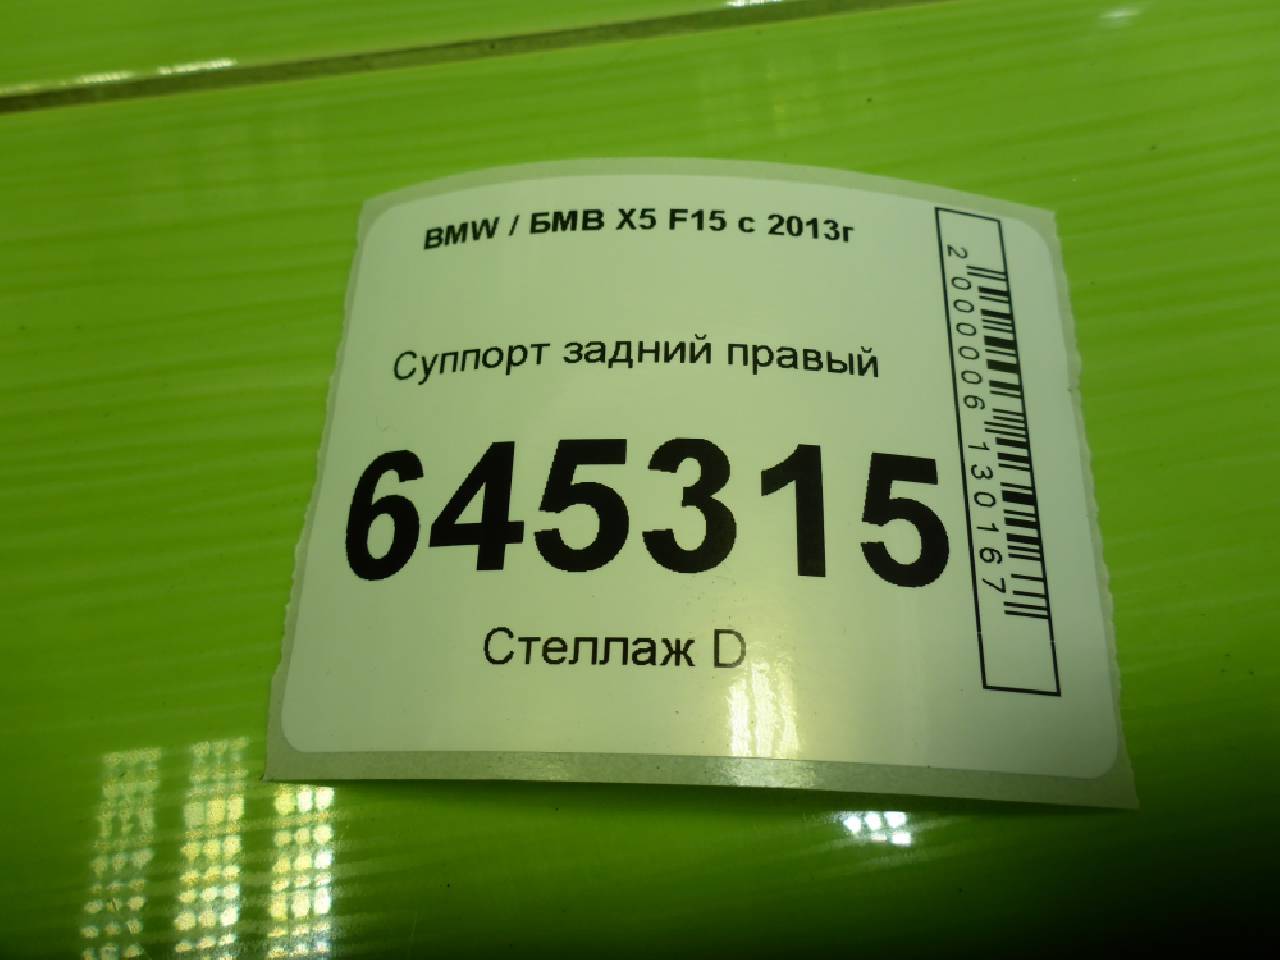 BMW / БМВ X5 F15 с 2013г
Суппорт задний правый
645315
Стеллаж D
2000006130167